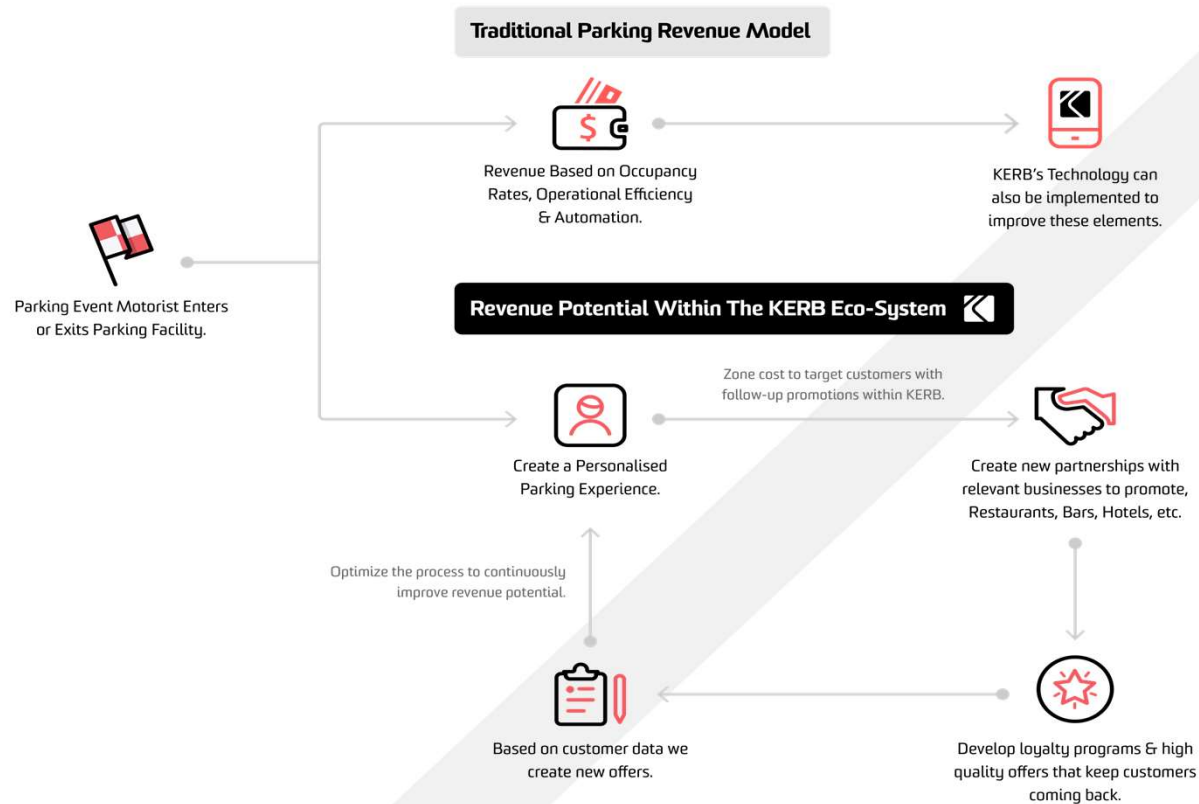 Traditional Parking Revenue Model
Revenue Based on Occupancy
Rates, Operational Efficiency
& Automation.
KERB's Technology can
also be implemented to
improve these elements.
Parking Event Motorist Enters
or Exits Parking Facility.
Revenue Potential Within The KERB Eco-System
Zone cost to target customers with
follow-up promotions within KERB.
Create a Personalised
Parking Experience.
Create new partnerships with
relevant businesses to promote,
Restaurants, Bars, Hotels, etc.
Optimize the process to continuously
improve revenue potential.
Based on customer data we
create new offers.
Develop loyalty programs & high
quality offers that keep customers
coming back.